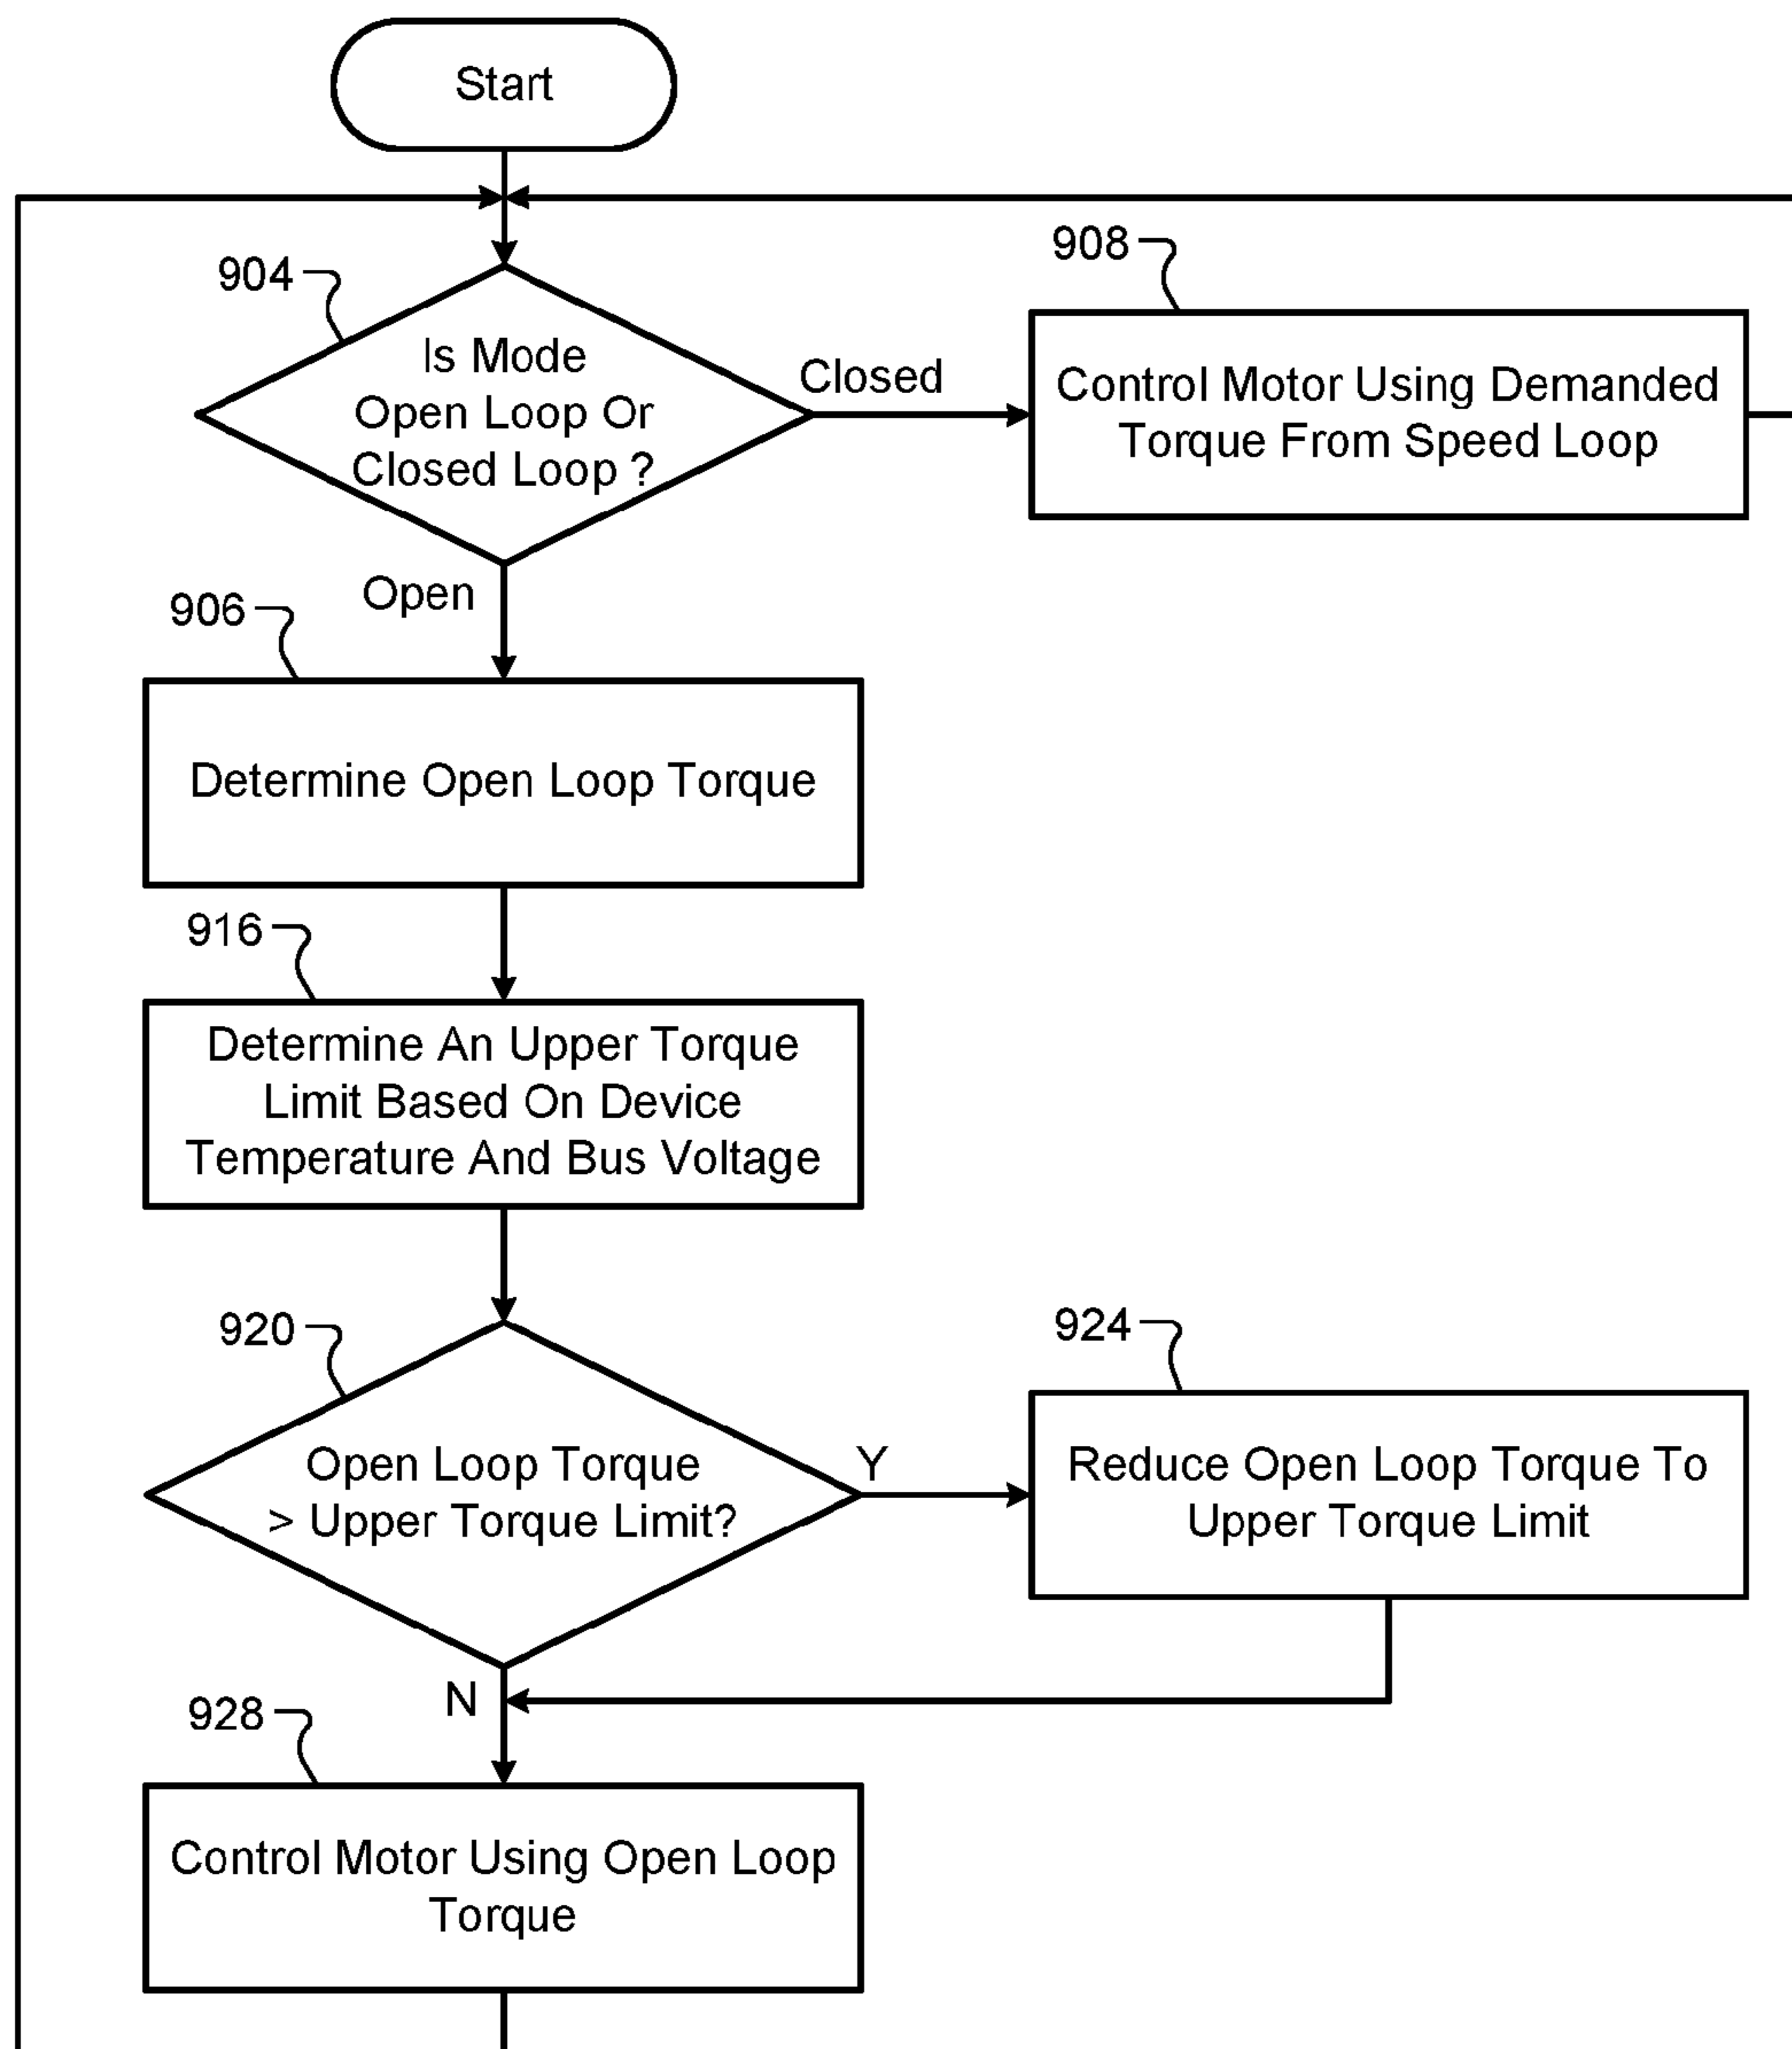 Start
904
Is Mode
Open Loop Or
Closed Loop ?
Closed
908
Control Motor Using Demanded
Torque From Speed Loop
Open
906
Determine Open Loop Torque
916
Determine An Upper Torque
Limit Based On Device
Temperature And Bus Voltage
920
Open Loop Torque
> Upper Torque Limit?
Y
924
Reduce Open Loop Torque To
Upper Torque Limit
N
928
Control Motor Using Open Loop
Torque